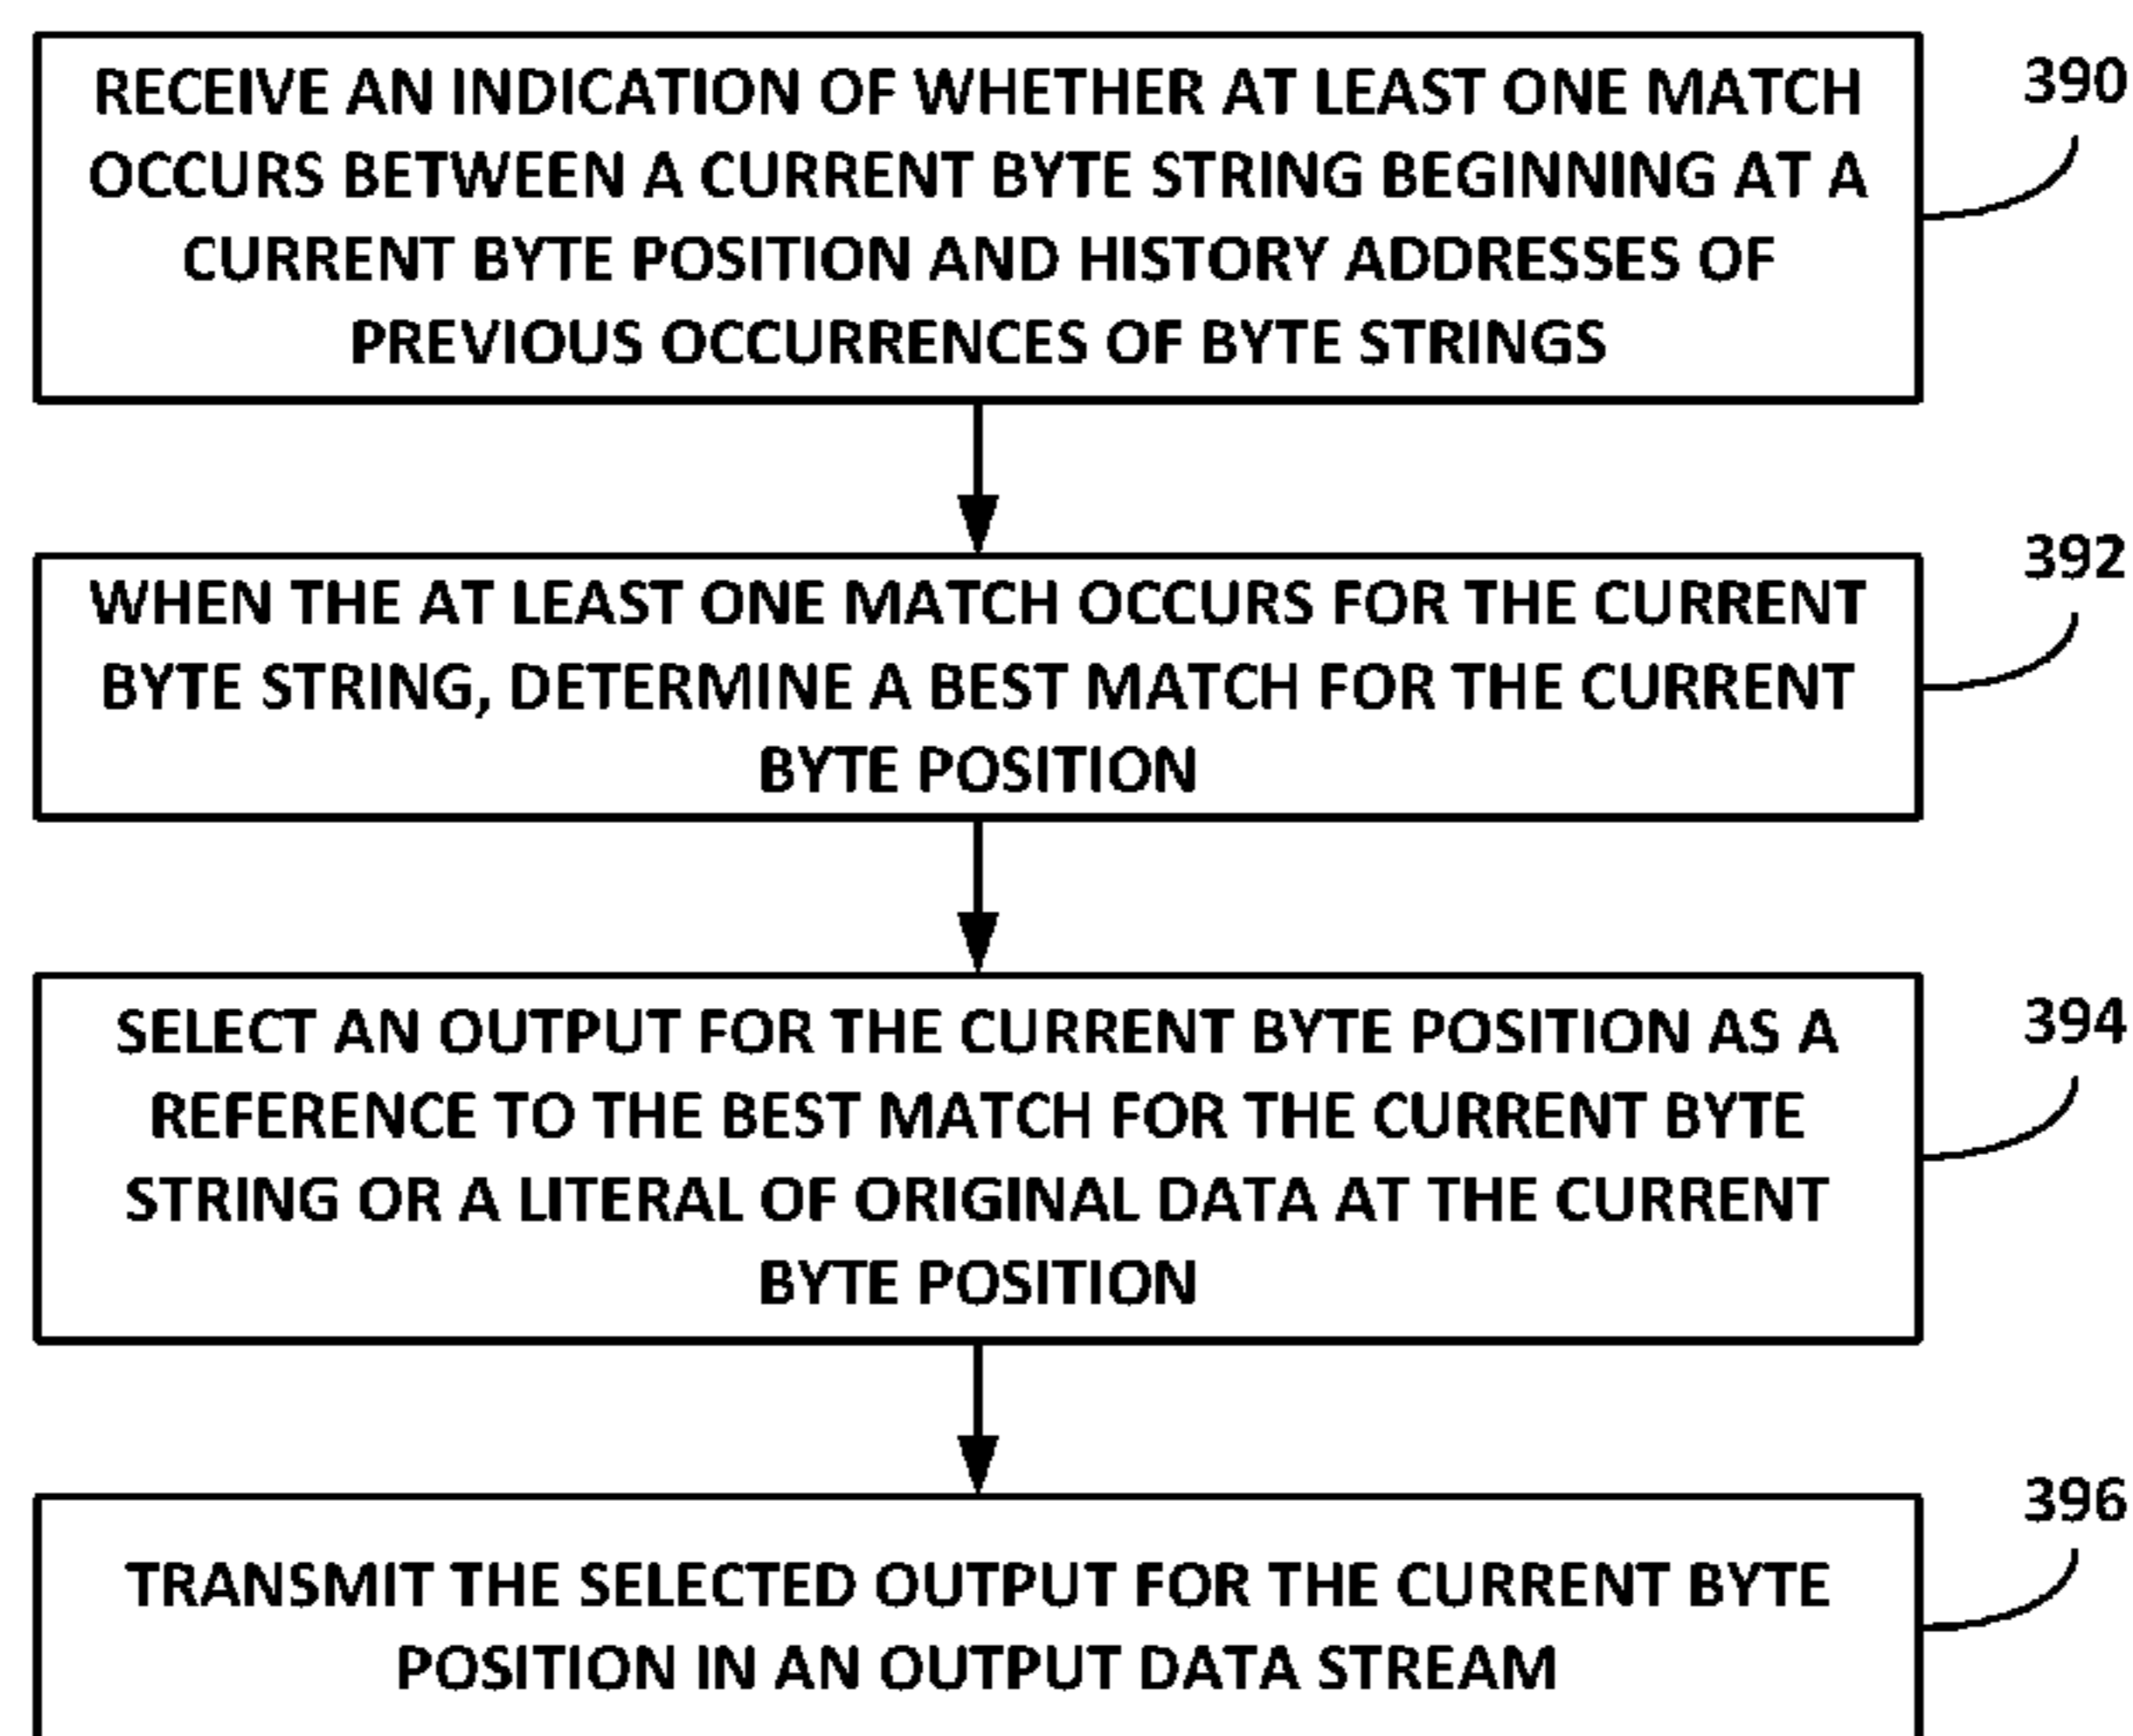 RECEIVE AN INDICATION OF WHETHER AT LEAST ONE MATCH
OCCURS BETWEEN A CURRENT BYTE STRING BEGINNING AT A
CURRENT BYTE POSITION AND HISTORY ADDRESSES OF
PREVIOUS OCCURRENCES OF BYTE STRINGS
390
WHEN THE AT LEAST ONE MATCH OCCURS FOR THE CURRENT
BYTE STRING, DETERMINE A BEST MATCH FOR THE CURRENT
BYTE POSITION
392
SELECT AN OUTPUT FOR THE CURRENT BYTE POSITION AS A
REFERENCE TO THE BEST MATCH FOR THE CURRENT BYTE
STRING OR A LITERAL OF ORIGINAL DATA AT THE CURRENT
BYTE POSITION
394
TRANSMIT THE SELECTED OUTPUT FOR THE CURRENT BYTE
POSITION IN AN OUTPUT DATA STREAM
396